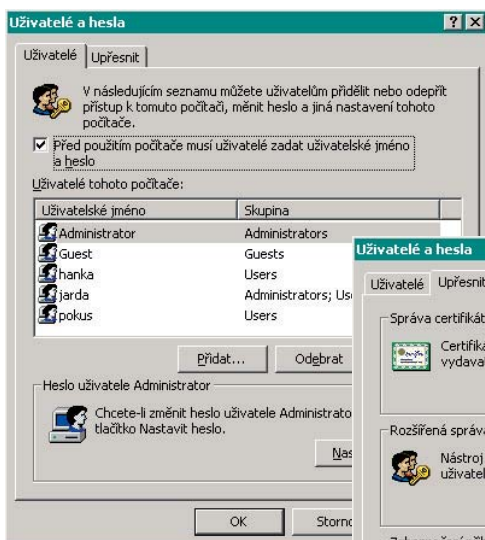 Uživatelé a hesla
Uživatelé Upřesnit
V následujícím seznamu můžete uživatelům přidělit nebo odepřít
přístup k tomuto počítači, měnit heslo a jiná nastavení tohoto
počítače.
Před použitím počítače musí uživatelé zadat uživatelské jméno
a heslo
Uživatelé tohoto počítače:
Uživatelské jméno Skupina
Administrator Administrators
Guest Guests
hanka Users
jarda Administrators; Us
pokus Users
Přidat... Odebrat
Heslo uživatele Administrator
Chcete-li změnit heslo uživatele Administrato
tlačítko Nastavit heslo.
Nas
OK Storno
Uživatelé a hesla
Uživatelé Upřesnit
Správa certifikát
Certifiká
vydava
Rozšířená správa
Nástroj
uživatel